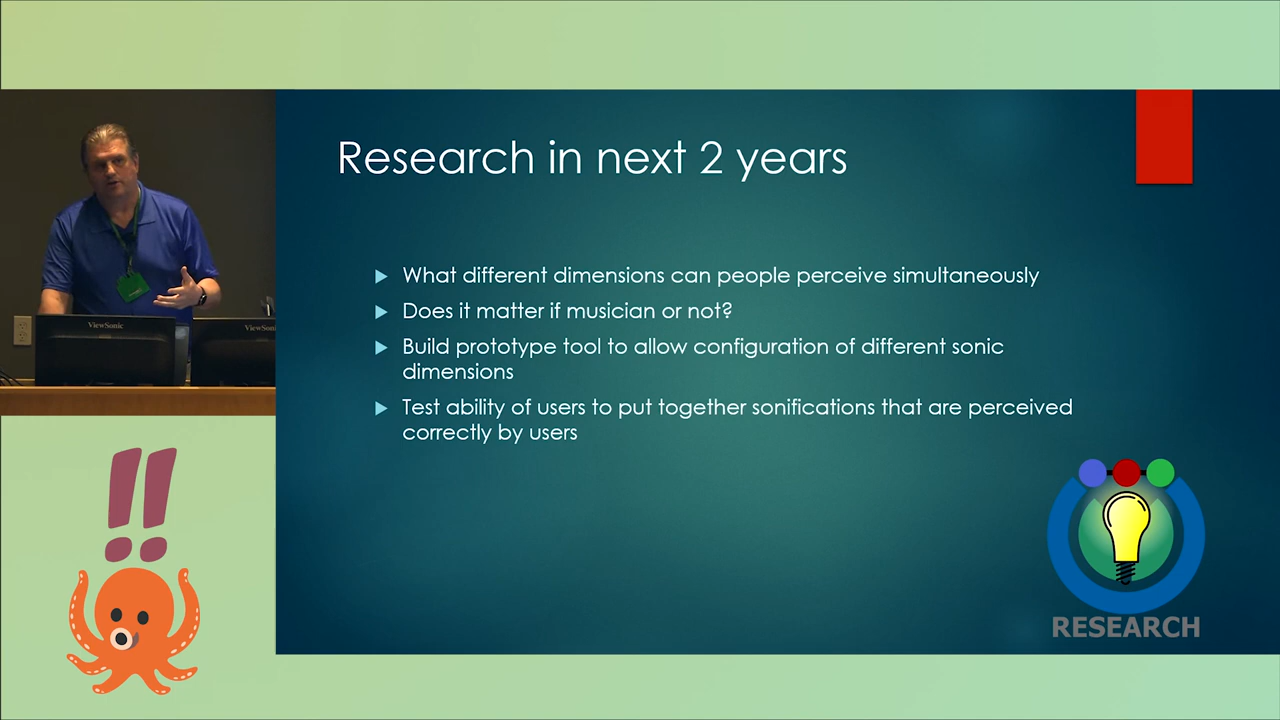 Research in next 2 years
What different dimensions can people perceive simultaneously
Does it matter if musician or not?
Build prototype tool to allow configuration of different sonic
dimensions
Test ability of users to put together sonifications that are perceived
correctly by users
RESEARCH
ViewSonic
ViewSon
!!